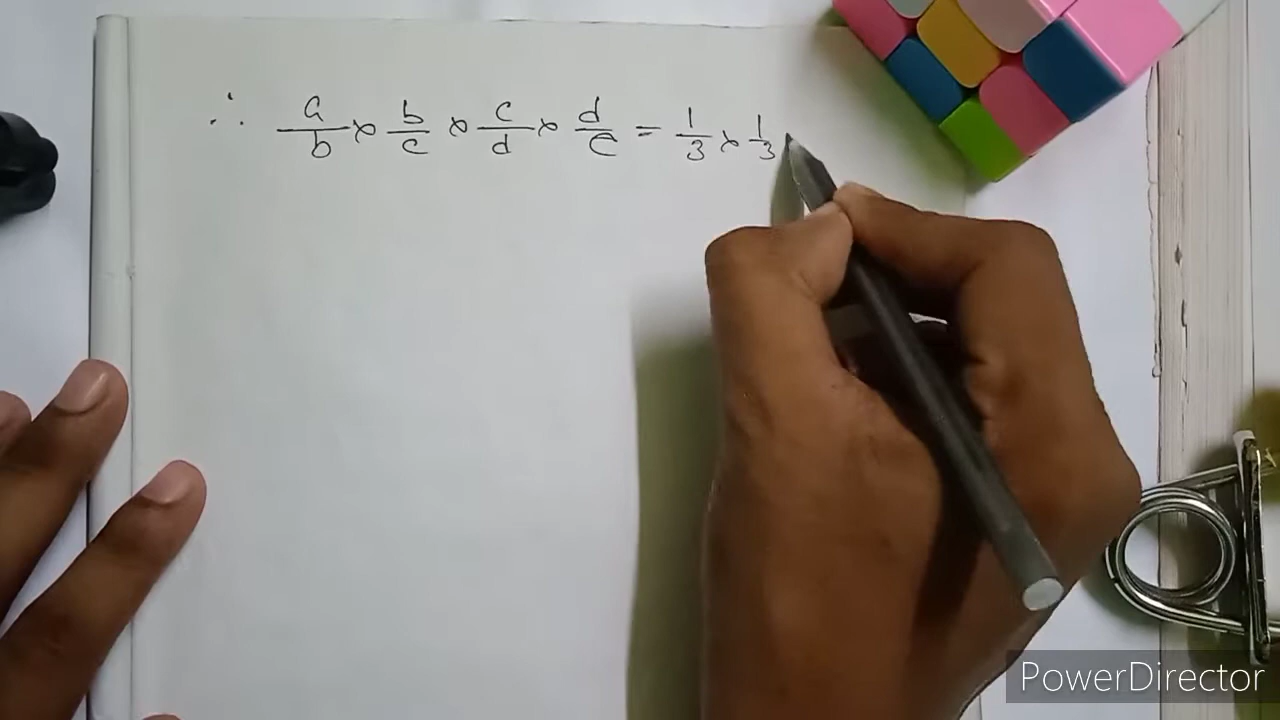 ∴ a/b × b/c × c/d × d/e = 1/3 × 1/3
PowerDirector